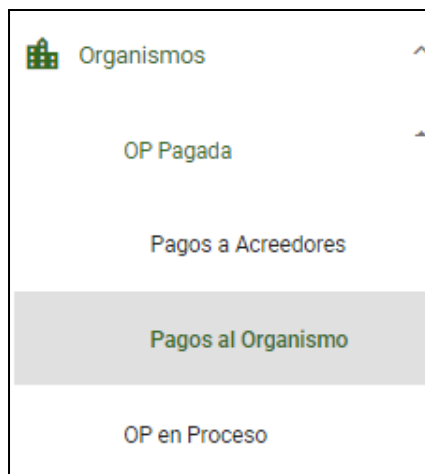 Organismos
OP Pagada
Pagos a Acreedores
Pagos al Organismo
OP en Proceso